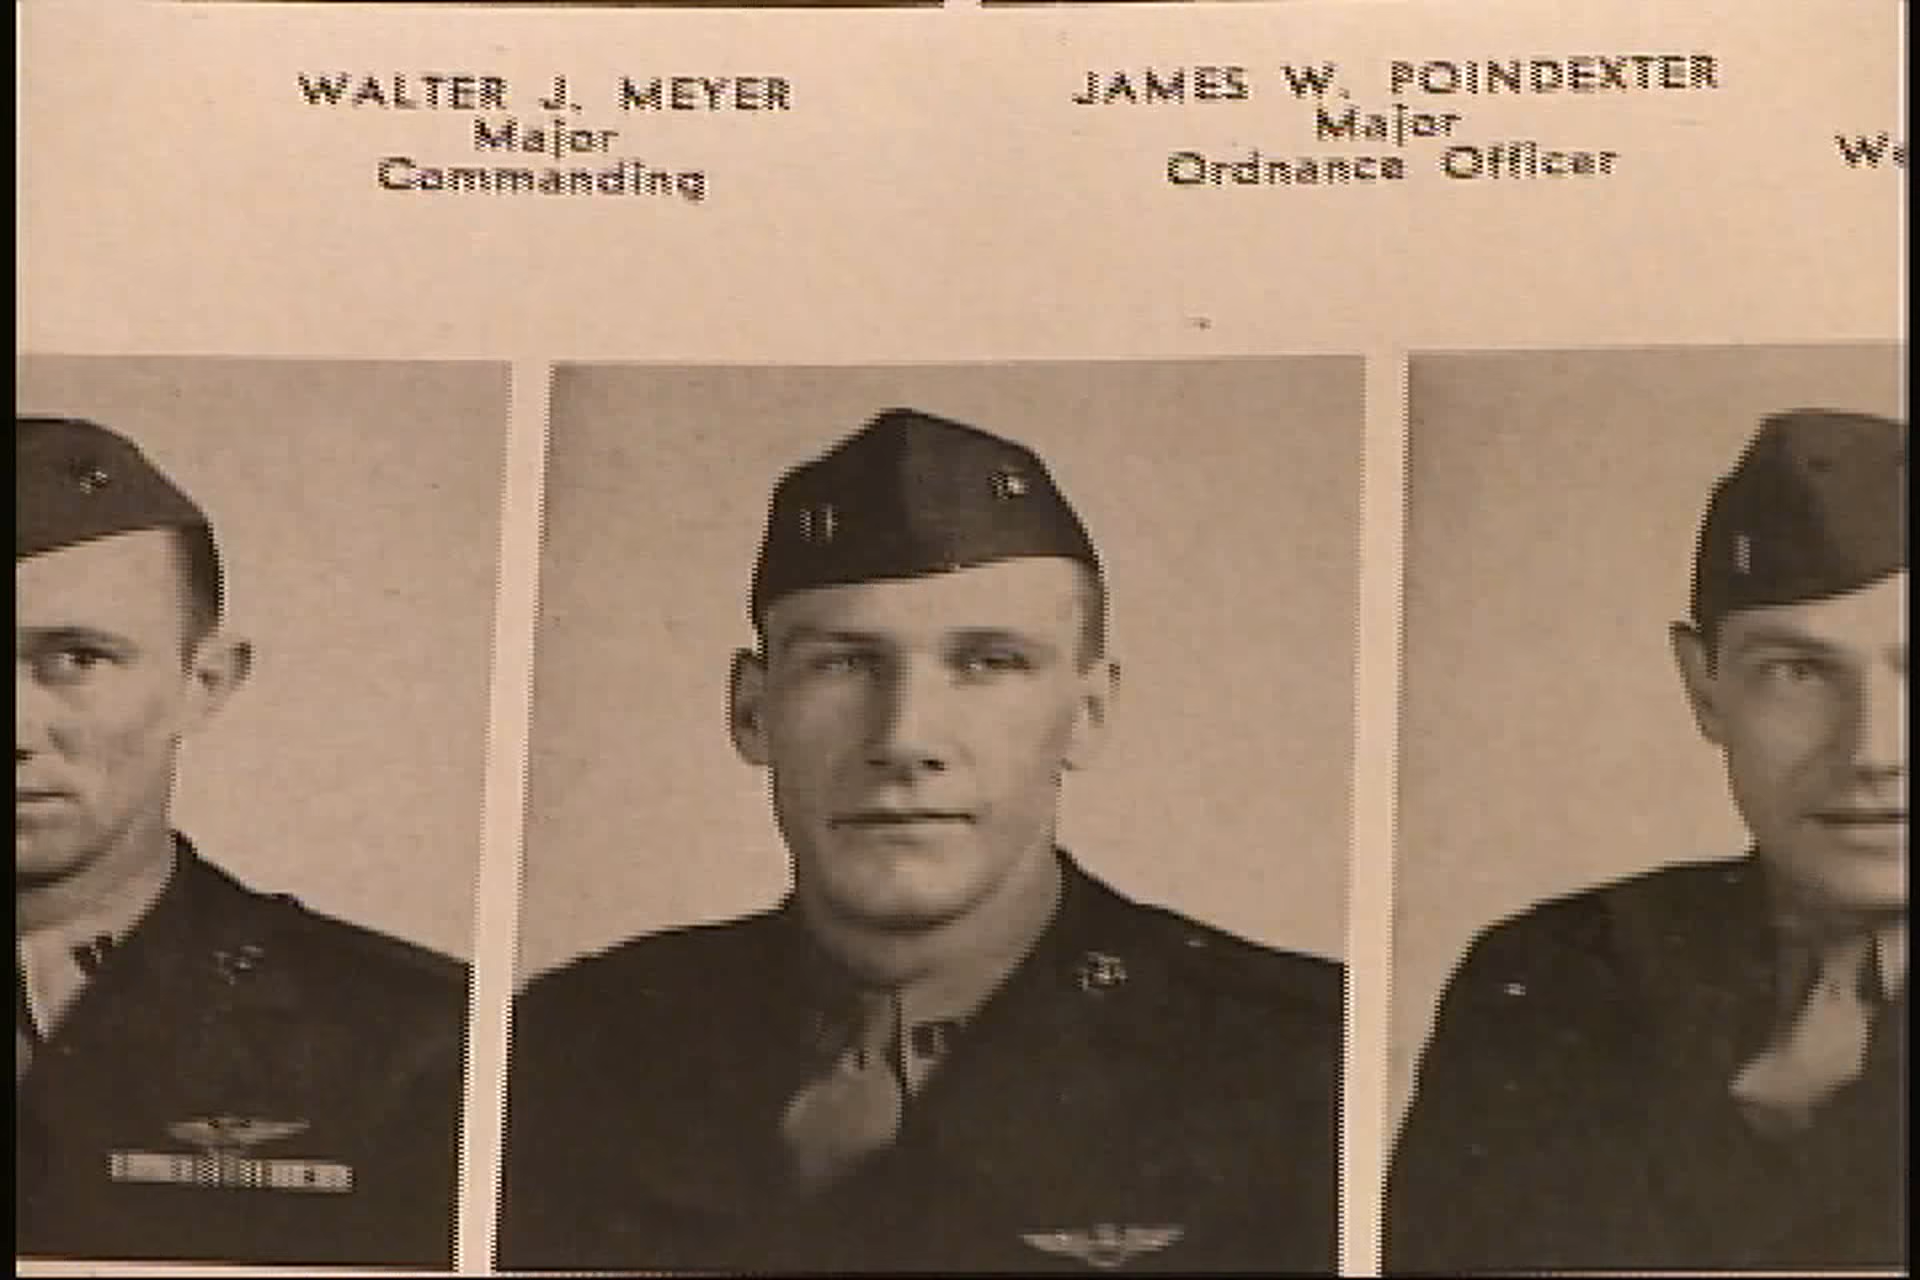 WALTER J. MEYER
Major
Commanding
JAMES W. POINDEXTER
Major
Ordnance Officer